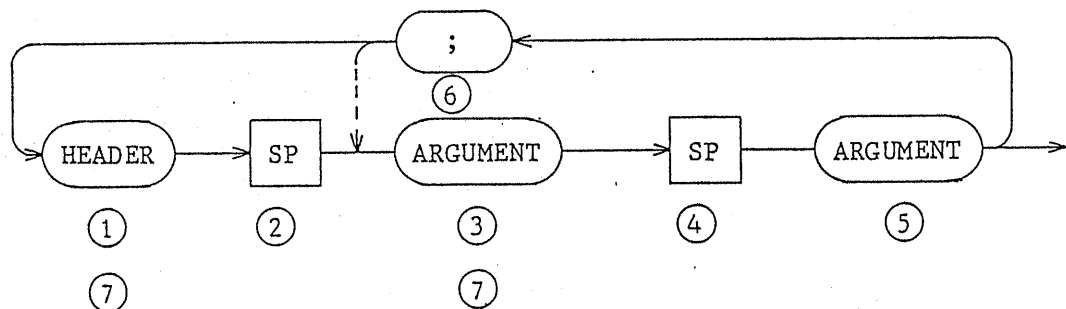 ;
⑥
HEADER SP ARGUMENT SP ARGUMENT
① ② ③ ④ ⑤
⑦ ⑦